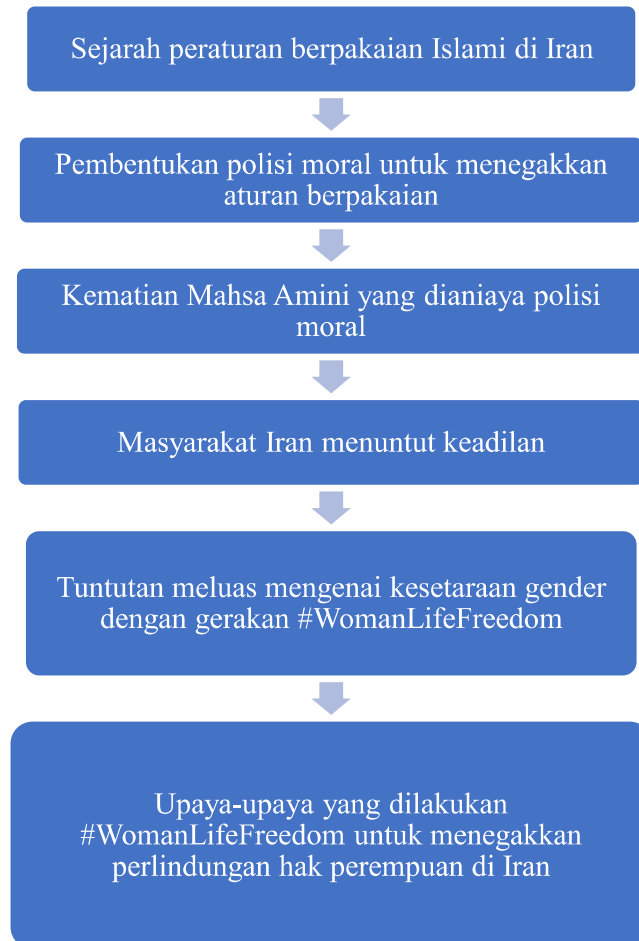 Sejarah peraturan berpakaian Islami di Iran
Pembentukan polisi moral untuk menegakkan
aturan berpakaian
Kematian Mahsa Amini yang dianiaya polisi
moral
Masyarakat Iran menuntut keadilan
Tuntutan meluas mengenai kesetaraan gender
dengan gerakan #WomanLifeFreedom
Upaya-upaya yang dilakukan
#WomanLifeFreedom untuk menegakkan
perlindungan hak perempuan di Iran